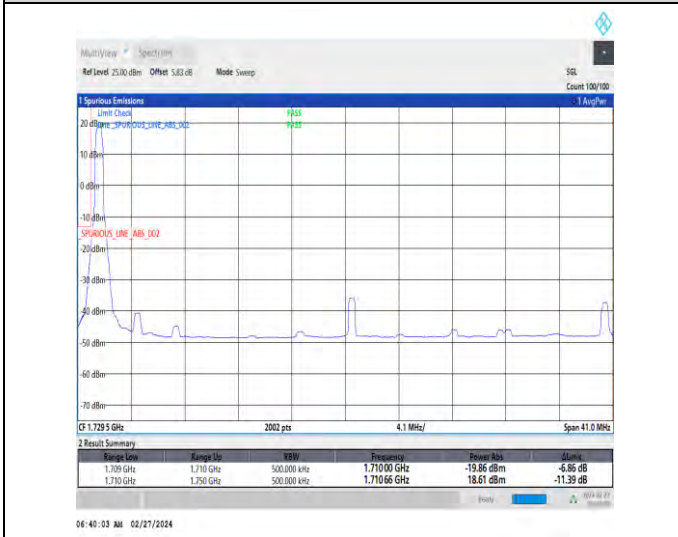 MultiView Spectrum
Ref Level 25.00 dBm Offset 5.83 dB Mode Sweep SGL
Count 100/100
1 Spurious Emissions 1 AvgPwr
Limit Check PASS
20 dBm Line _SPURIOUS_LINE_ABS_002 PASS
10 dBm
0 dBm
-10 dBm
_SPURIOUS_LINE_ABS_002
-20 dBm
-30 dBm
-40 dBm
-50 dBm
-60 dBm
-70 dBm
CF 1.7295 GHz 2002 pts 4.1 MHz/ Span 41.0 MHz
2 Result Summary
Range Low Range Up RBW Frequency Power Abs ΔLimit
1.709 GHz 1.710 GHz 500.000 kHz 1.71000 GHz -19.86 dBm -6.86 dB
1.710 GHz 1.750 GHz 500.000 kHz 1.71066 GHz 18.61 dBm -11.39 dB
06:40:03 AM 02/27/2024